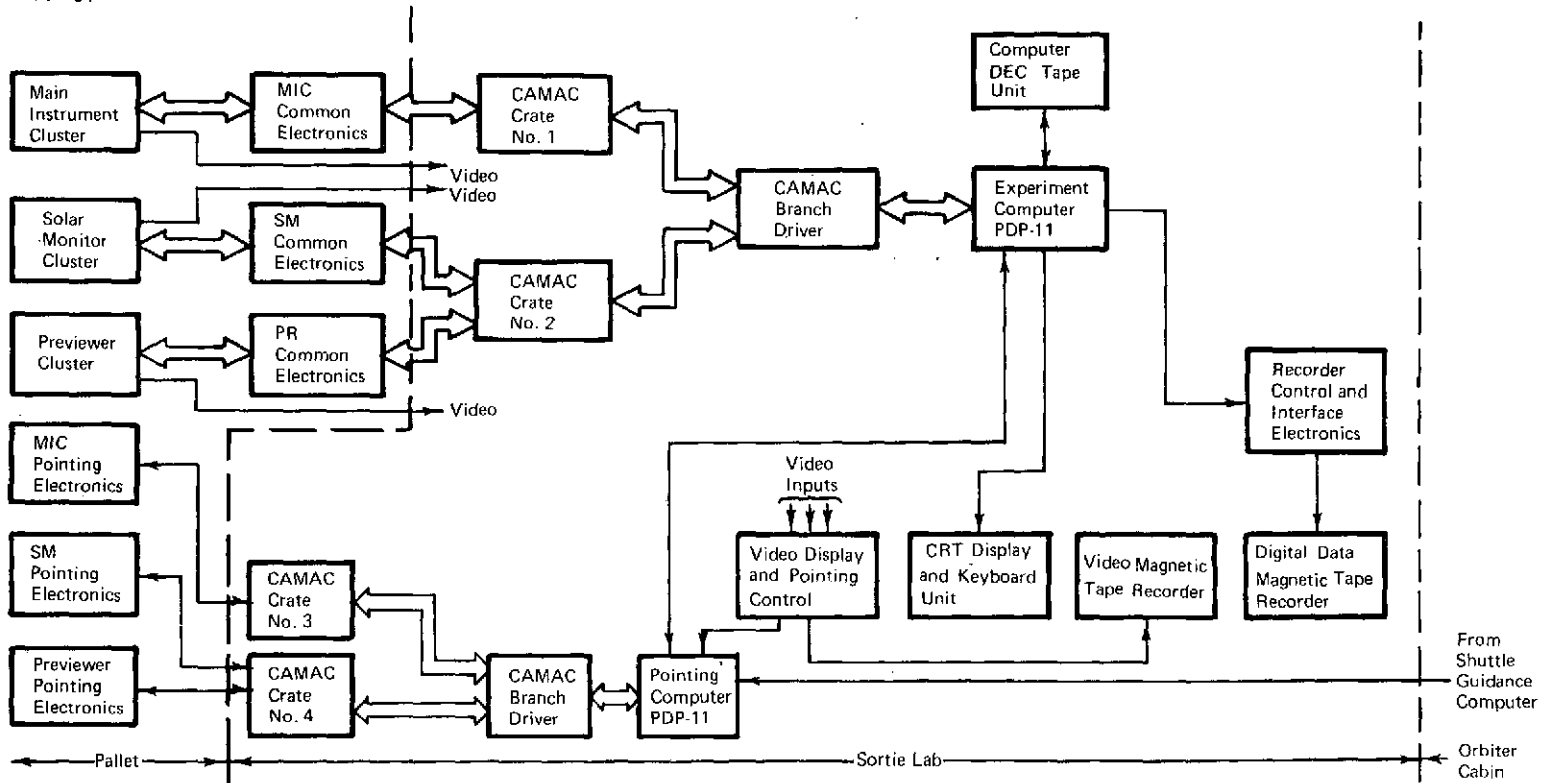 Main
Instrument
Cluster
MIC
Common
Electronics
CAMAC
Crate
No. 1
Video
Video
Computer
DEC Tape
Unit
Solar
Monitor
Cluster
SM
Common
Electronics
CAMAC
Crate
No. 2
CAMAC
Branch
Driver
Experiment
Computer
PDP-11
Previewer
Cluster
PR
Common
Electronics
Video
Recorder
Control and
Interface
Electronics
MIC
Pointing
Electronics
Video
Inputs
SM
Pointing
Electronics
CAMAC
Crate
No. 3
Video Display
and Pointing
Control
CRT Display
and Keyboard
Unit
Video Magnetic
Tape Recorder
Digital Data
Magnetic Tape
Recorder
Previewer
Pointing
Electronics
CAMAC
Crate
No. 4
CAMAC
Branch
Driver
Pointing
Computer
PDP-11
From
Shuttle
Guidance
Computer
Pallet
Sortie Lab
Orbiter
Cabin